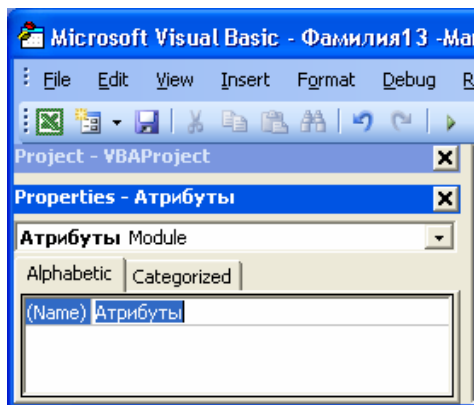 Microsoft Visual Basic - Фамилия13 -Mai
File Edit View Insert Format Debug R
Project - VBAProject
Properties - Атрибуты
Атрибуты Module
Alphabetic Categorized
(Name) Атрибуты